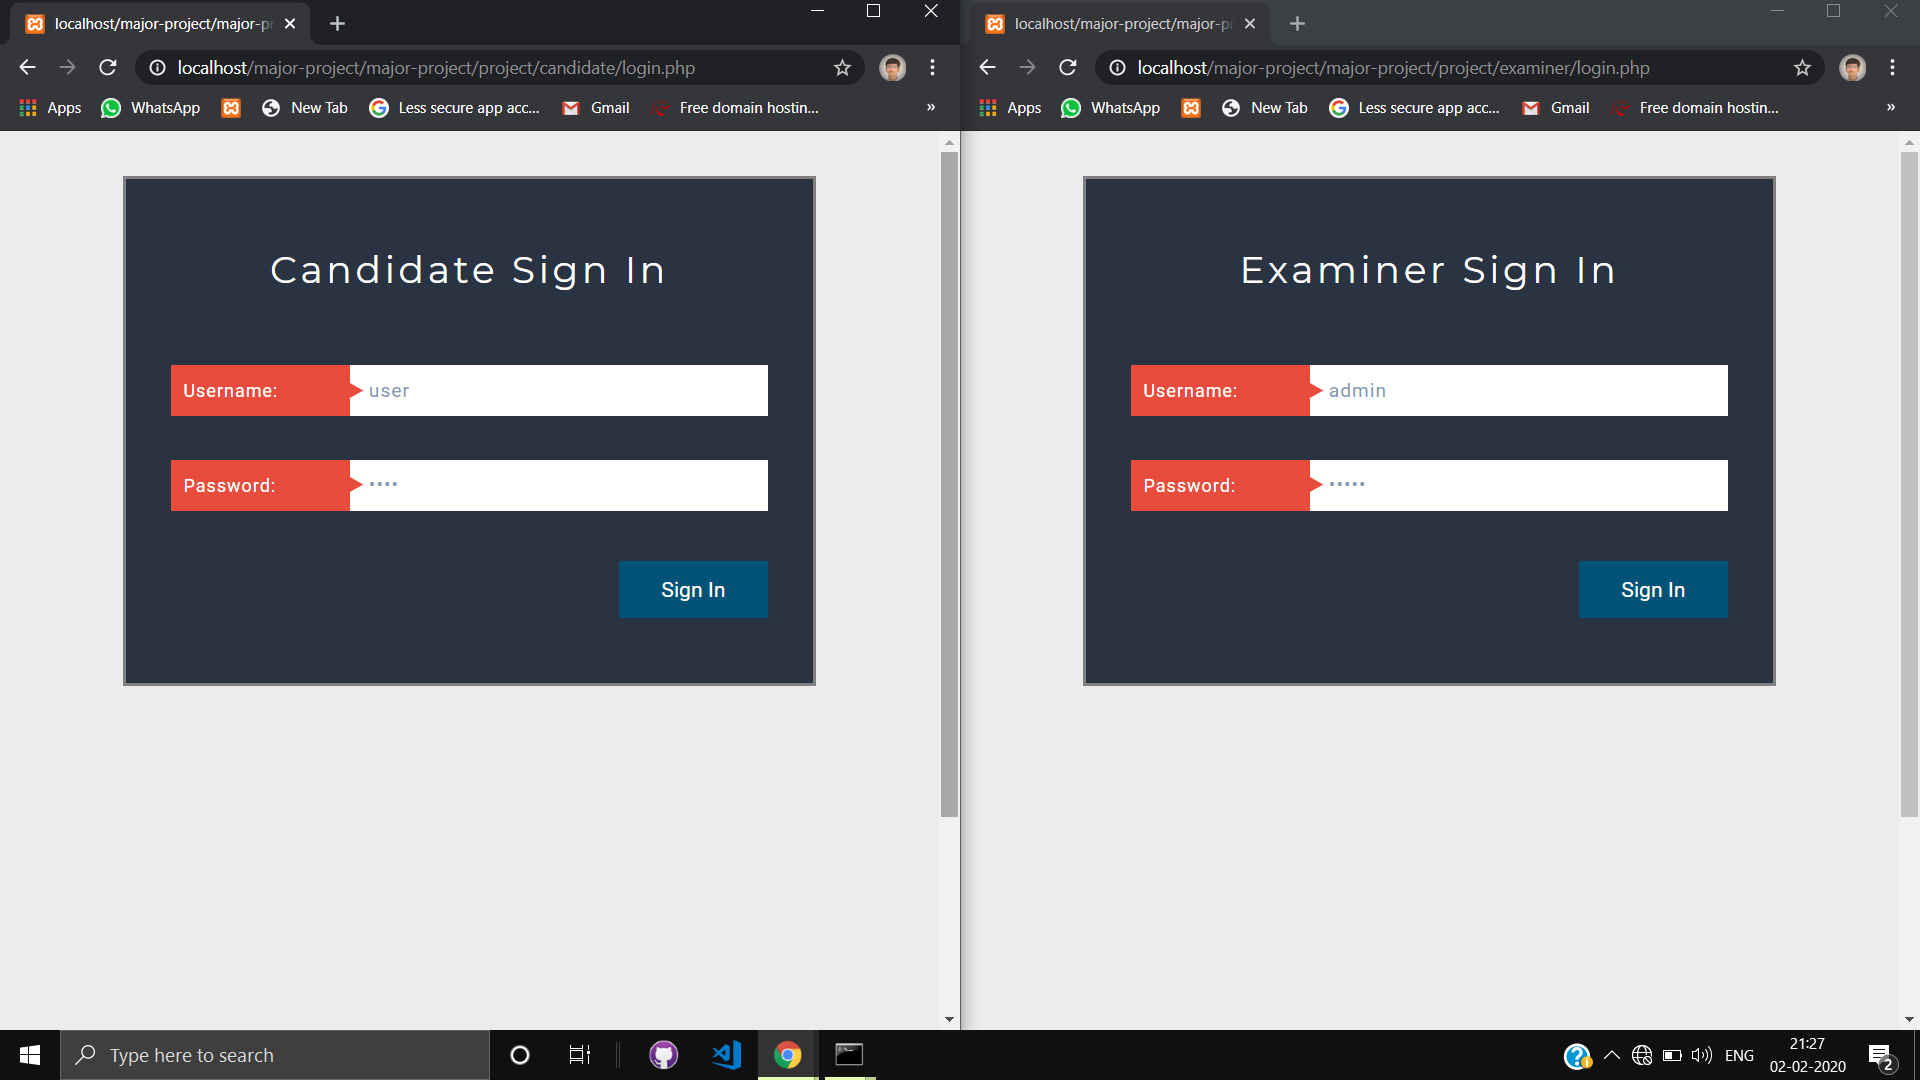 localhost/major-project/major-pr
localhost/major-project/major-project/project/candidate/login.php
Apps WhatsApp New Tab Less secure app acc... Gmail Free domain hostin... »
Candidate Sign In
Username: user
Password: ••••
Sign In
localhost/major-project/major-pr
localhost/major-project/major-project/project/examiner/login.php
Apps WhatsApp New Tab Less secure app acc... Gmail Free domain hostin... »
Examiner Sign In
Username: admin
Password: •••••
Sign In
Type here to search
ENG
21:27
02-02-2020
2